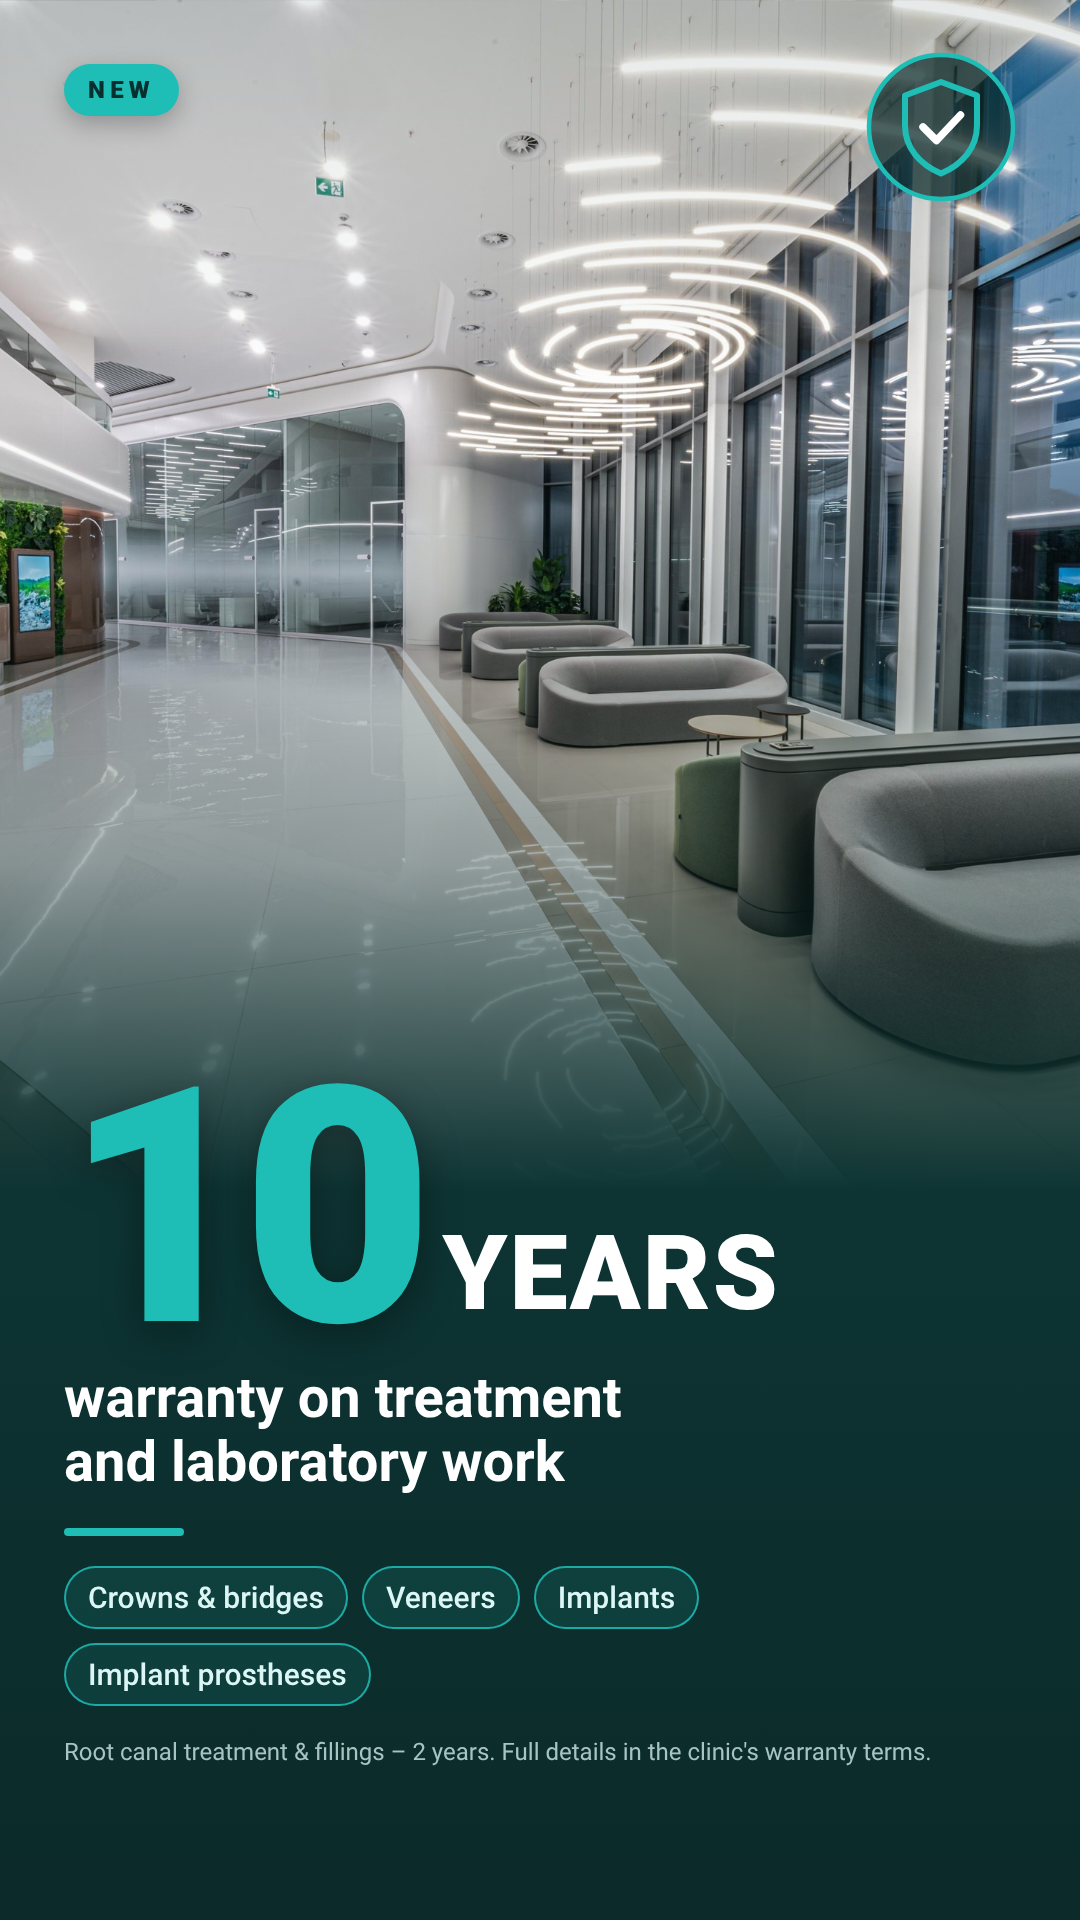 NEW
10 YEARS
warranty on treatment
and laboratory work
Crowns & bridges
Veneers
Implants
Implant prostheses
Root canal treatment & fillings – 2 years. Full details in the clinic's warranty terms.